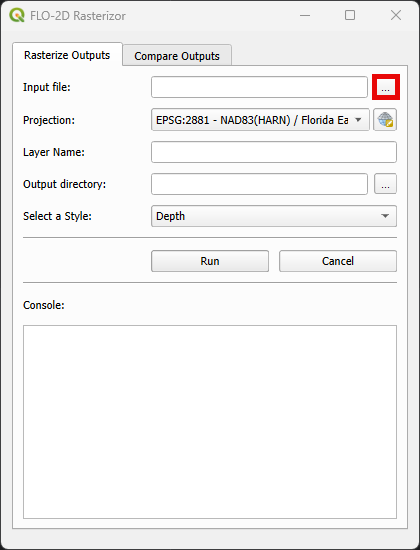 FLO-2D Rasterizor
Rasterize Outputs
Compare Outputs
Input file:
...
Projection:
EPSG:2881 - NAD83(HARN) / Florida Ea
Layer Name:
Output directory:
...
Select a Style:
Depth
Run
Cancel
Console: